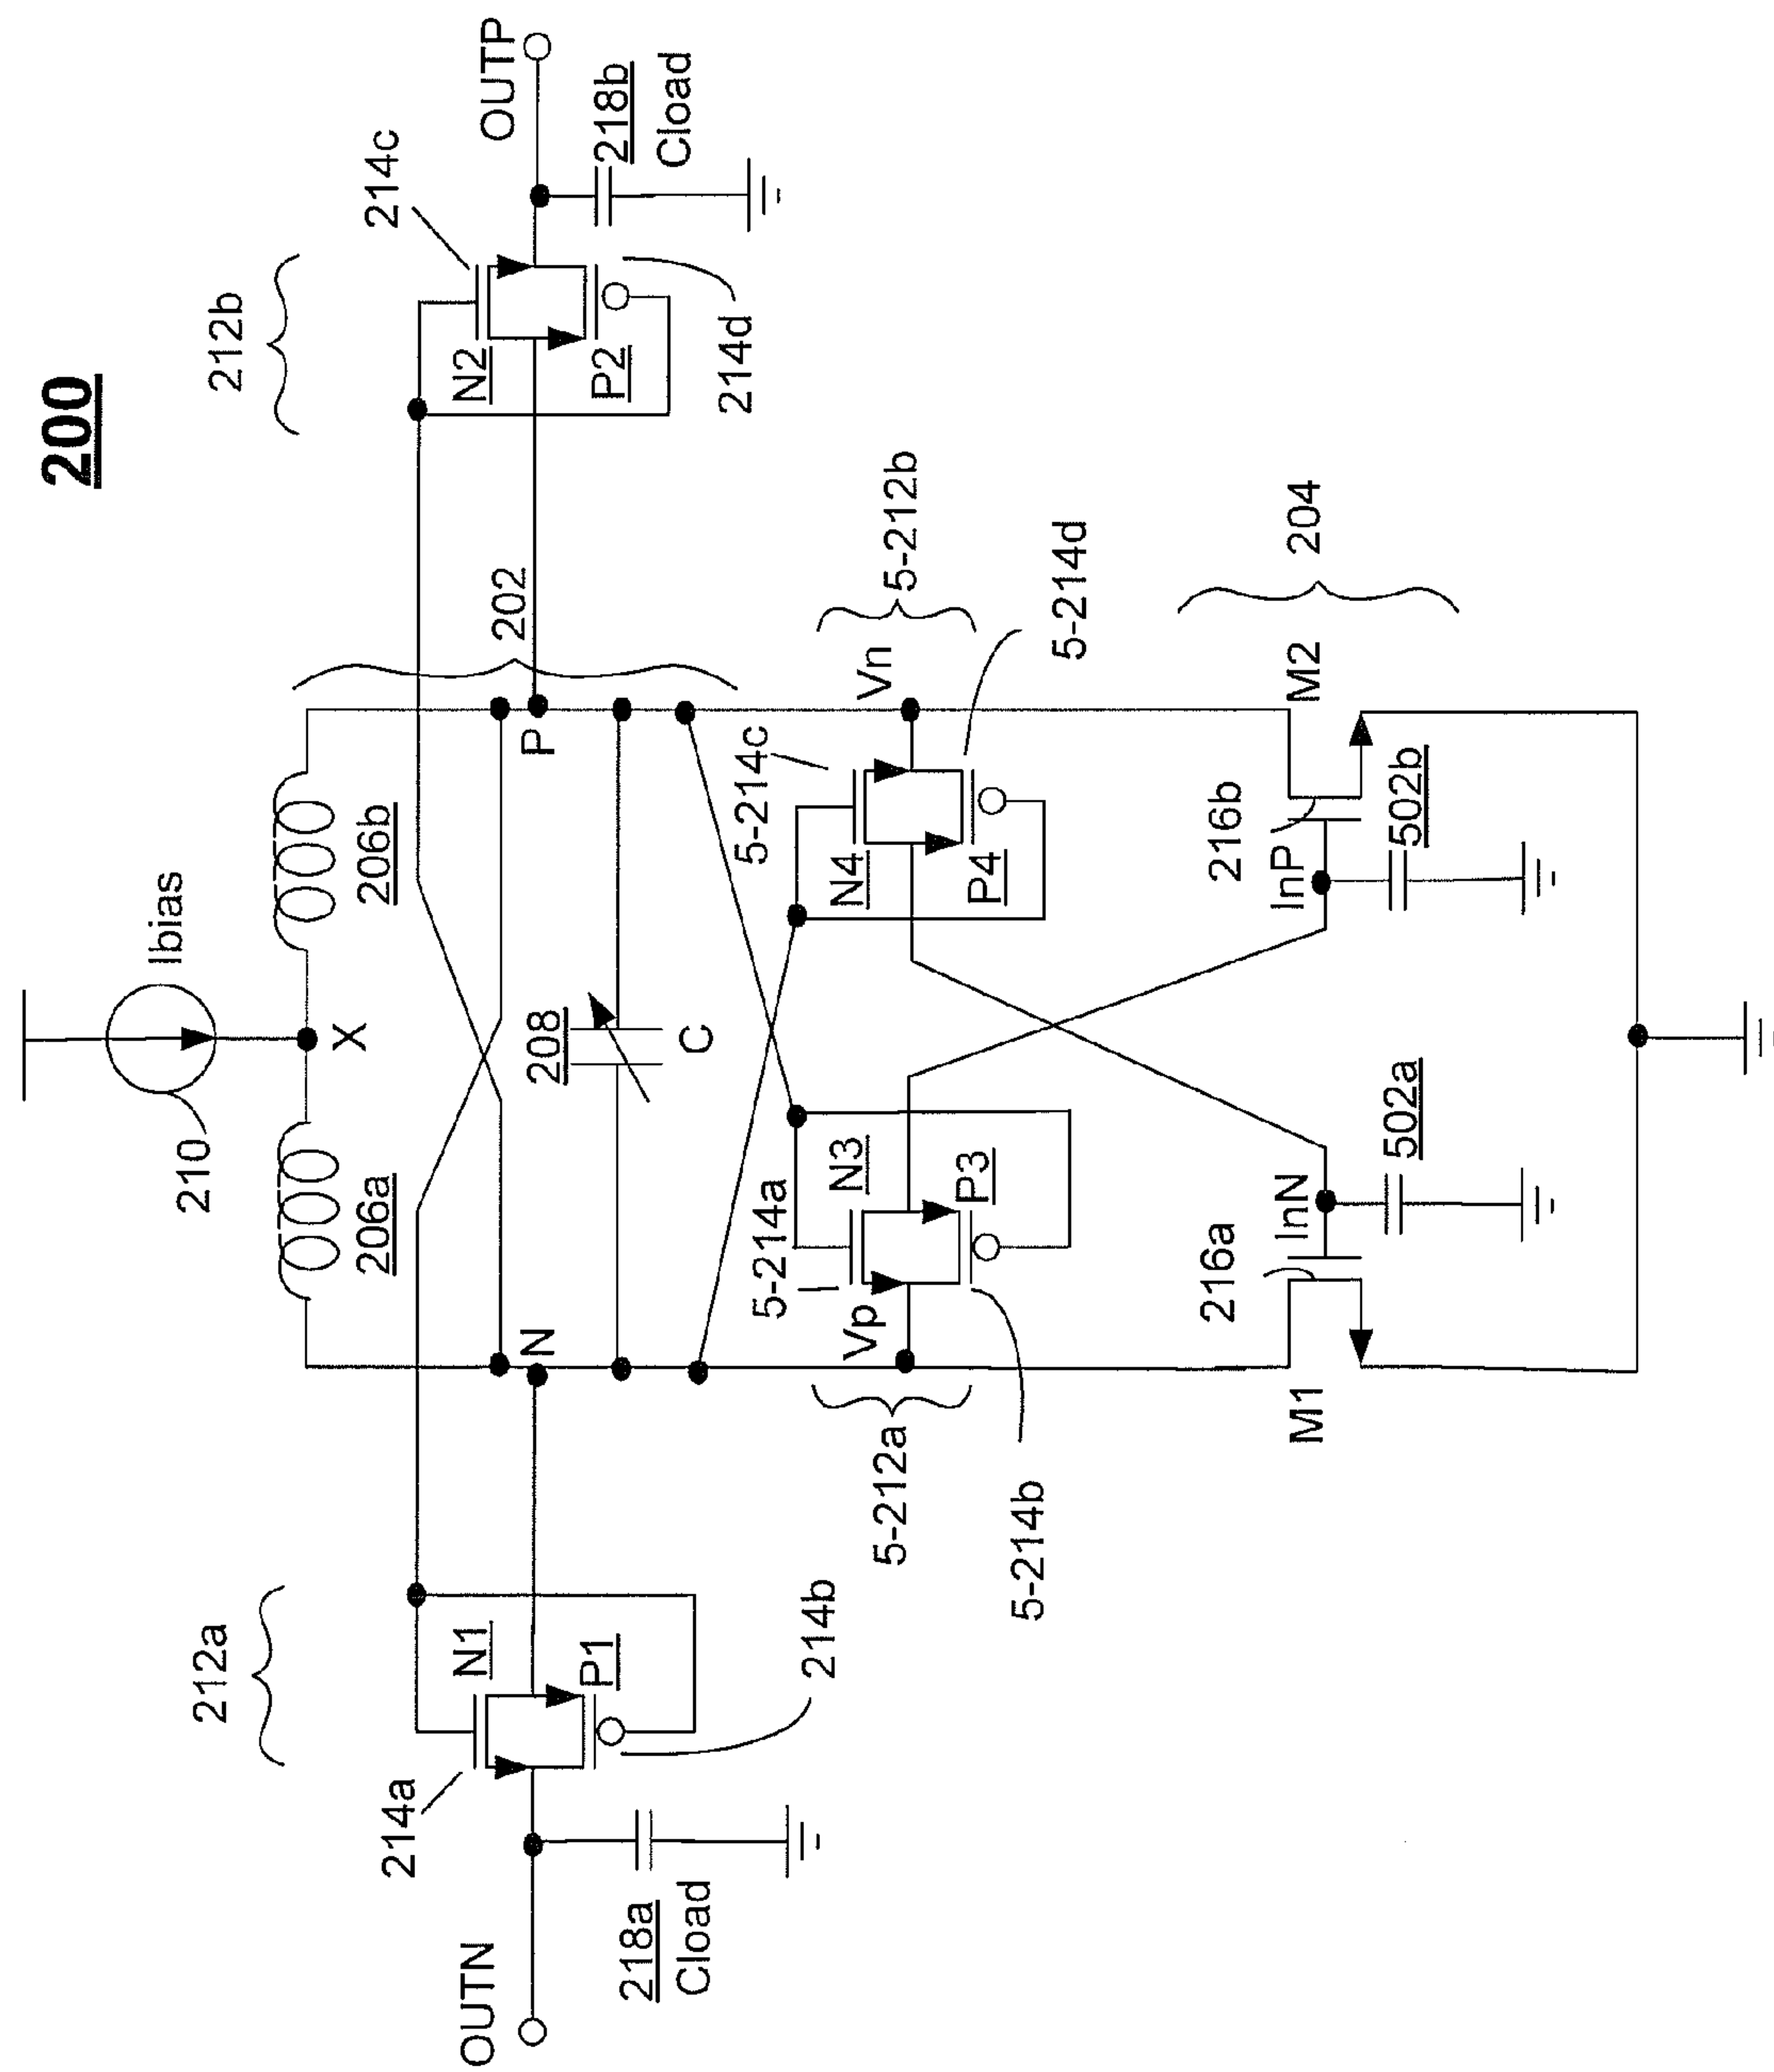 200
Ibias
210
X
206a
206b
212a
212b
N1
P1
214a
214b
OUTN
218a
Cload
N
P
202
208
C
N2
P2
214c
214d
OUTP
218b
Cload
5-214a
N3
P3
Vp
5-212a
5-214b
5-214c
N4
P4
Vn
5-212b
5-214d
216a
InN
M1
502a
216b
InP
M2
502b
204